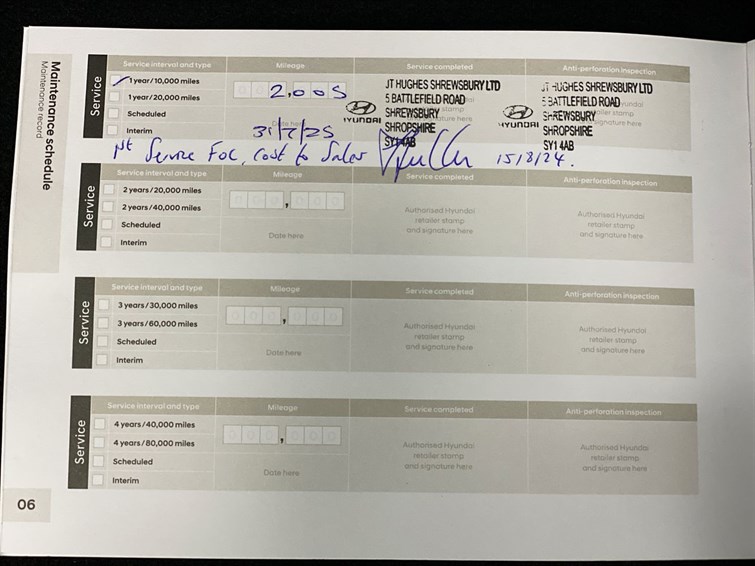 Maintenance schedule
Maintenance record
Service
Service interval and type Mileage Service completed Anti-perforation inspection
1 year/10,000 miles
1 year/20,000 miles
Scheduled
Interim
2,005
31/7/25
JT HUGHES SHREWSBURY LTD
5 BATTLEFIELD ROAD
SHREWSBURY
SHROPSHIRE
SY1 4AB
HYUNDAI
JT HUGHES SHREWSBURY LTD
5 BATTLEFIELD ROAD
SHREWSBURY
SHROPSHIRE
SY1 4AB
HYUNDAI
1st Service FOC, Cost to Sales
15/8/24.
Service
Service interval and type Mileage Service completed Anti-perforation inspection
2 years/20,000 miles
2 years/40,000 miles
Scheduled
Interim
000,000
Date here
Authorised Hyundai
retailer stamp
and signature here
Authorised Hyundai
retailer stamp
and signature here
Service
Service interval and type Mileage Service completed Anti-perforation inspection
3 years/30,000 miles
3 years/60,000 miles
Scheduled
Interim
000,000
Date here
Authorised Hyundai
retailer stamp
and signature here
Authorised Hyundai
retailer stamp
and signature here
Service
Service interval and type Mileage Service completed Anti-perforation inspection
4 years/40,000 miles
4 years/80,000 miles
Scheduled
Interim
000,000
Date here
Authorised Hyundai
retailer stamp
and signature here
Authorised Hyundai
retailer stamp
and signature here
06